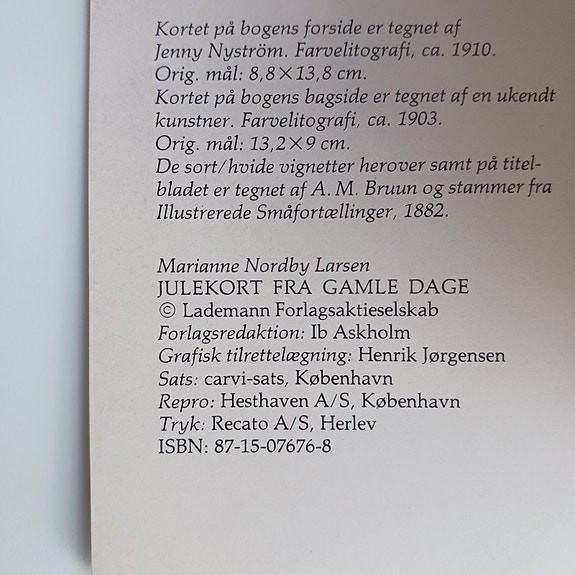 Kortet på bogens forside er tegnet af
Jenny Nyström. Farvelitografi, ca. 1910.
Orig. mål: 8,8×13,8 cm.
Kortet på bogens bagside er tegnet af en ukendt
kunstner. Farvelitografi, ca. 1903.
Orig. mål: 13,2×9 cm.
De sort/hvide vignetter herover samt på titel-
bladet er tegnet af A. M. Bruun og stammer fra
Illustrerede Småfortællinger, 1882.
Marianne Nordby Larsen
JULEKORT FRA GAMLE DAGE
© Lademann Forlagsaktieselskab
Forlagsredaktion: Ib Askholm
Grafisk tilrettelægning: Henrik Jørgensen
Sats: carvi-sats, København
Repro: Hesthaven A/S, København
Tryk: Recato A/S, Herlev
ISBN: 87-15-07676-8